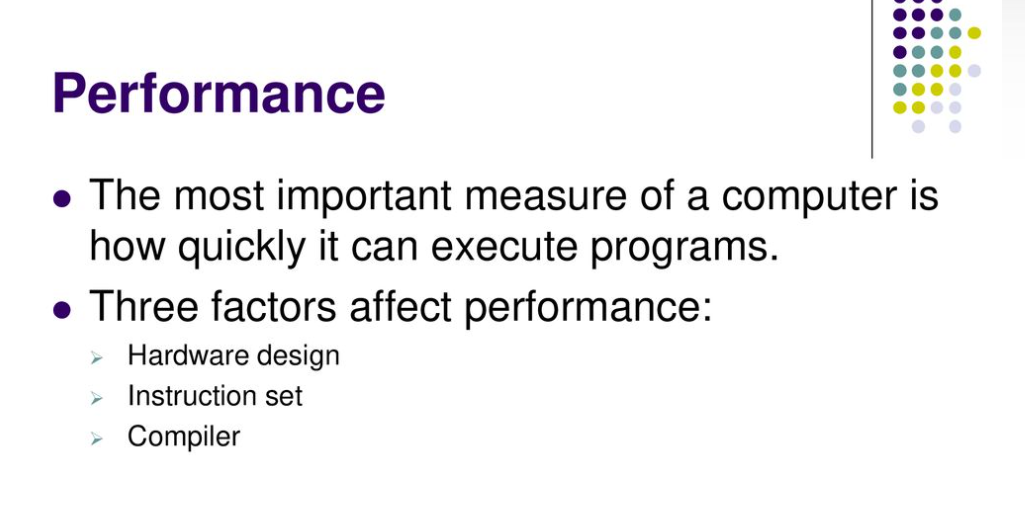 Performance
The most important measure of a computer is
how quickly it can execute programs.
Three factors affect performance:
Hardware design
Instruction set
Compiler